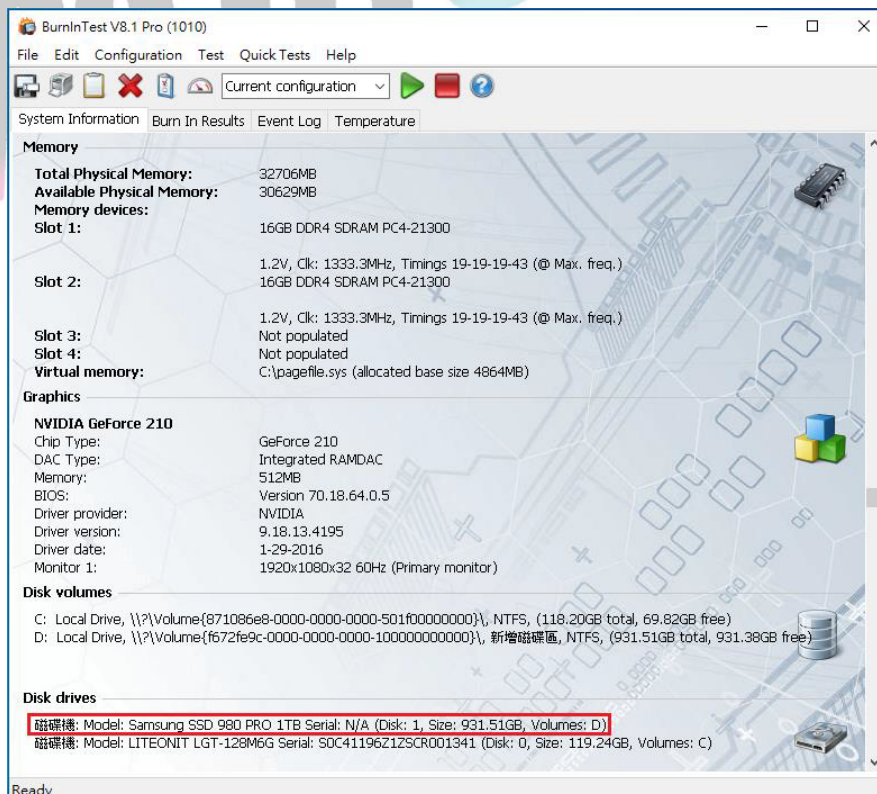 BurnInTest V8.1 Pro (1010)
File Edit Configuration Test Quick Tests Help
Current configuration
System Information Burn In Results Event Log Temperature
Memory
Total Physical Memory: 32706MB
Available Physical Memory: 30629MB
Memory devices:
Slot 1: 16GB DDR4 SDRAM PC4-21300
1.2V, Clk: 1333.3MHz, Timings 19-19-19-43 (@ Max. freq.)
Slot 2: 16GB DDR4 SDRAM PC4-21300
1.2V, Clk: 1333.3MHz, Timings 19-19-19-43 (@ Max. freq.)
Slot 3: Not populated
Slot 4: Not populated
Virtual memory: C:\pagefile.sys (allocated base size 4864MB)
Graphics
NVIDIA GeForce 210
Chip Type: GeForce 210
DAC Type: Integrated RAMDAC
Memory: 512MB
BIOS: Version 70.18.64.0.5
Driver provider: NVIDIA
Driver version: 9.18.13.4195
Driver date: 1-29-2016
Monitor 1: 1920x1080x32 60Hz (Primary monitor)
Disk volumes
C: Local Drive, \\?\Volume{871086e8-0000-0000-0000-501f00000000}\, NTFS, (118.20GB total, 69.82GB free)
D: Local Drive, \\?\Volume{f672fe9c-0000-0000-0000-100000000000}\, 新增磁碟區, NTFS, (931.51GB total, 931.38GB free)
Disk drives
磁碟機: Model: Samsung SSD 980 PRO 1TB Serial: N/A (Disk: 1, Size: 931.51GB, Volumes: D)
磁碟機: Model: LITEONIT LGT-128M6G Serial: S0C41196Z1ZSCR001341 (Disk: 0, Size: 119.24GB, Volumes: C)
Ready